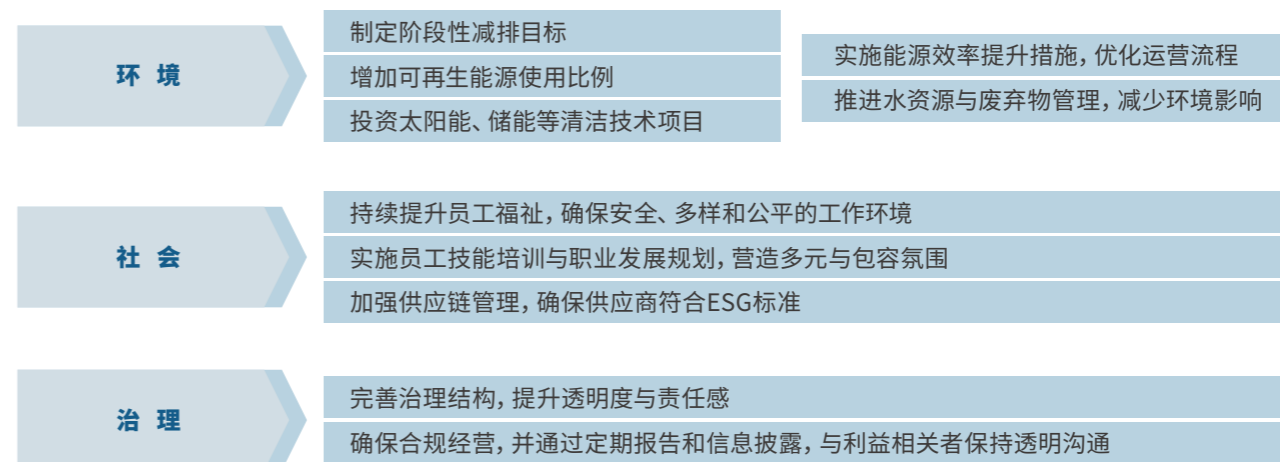 环 境
制定阶段性减排目标
增加可再生能源使用比例
投资太阳能、储能等清洁技术项目
实施能源效率提升措施，优化运营流程
推进水资源与废弃物管理，减少环境影响
社 会
持续提升员工福祉，确保安全、多样和公平的工作环境
实施员工技能培训与职业发展规划，营造多元与包容氛围
加强供应链管理，确保供应商符合ESG标准
治 理
完善治理结构，提升透明度与责任感
确保合规经营，并通过定期报告和信息披露，与利益相关者保持透明沟通